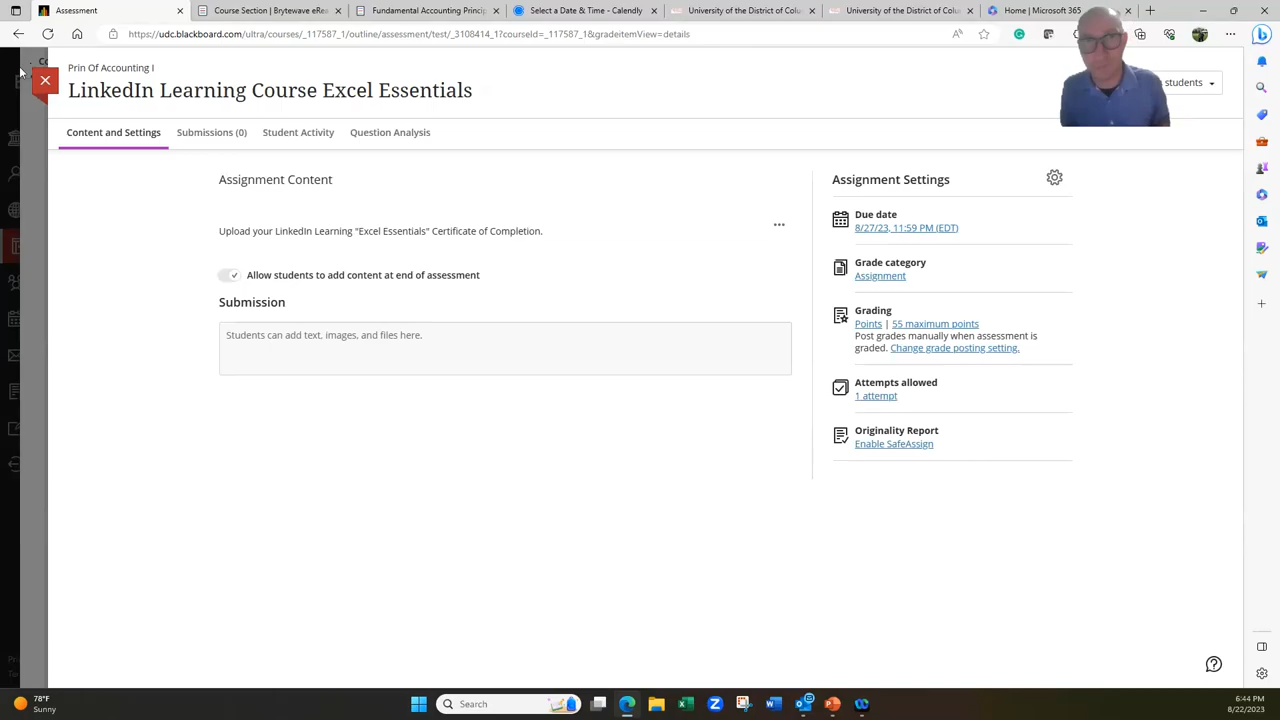 Assessment
Course Section | Brytewave eRe
Fundamental Accounting Princip
Select a Date & Time - Calendly
University of the District of Colu
University of the District of Colu
Home | Microsoft 365
https://udc.blackboard.com/ultra/courses/_117587_1/outline/assessment/test/_3108414_1?courseId=_117587_1&gradeitemView=details
Prin Of Accounting I
LinkedIn Learning Course Excel Essentials
students
Content and Settings
Submissions (0)
Student Activity
Question Analysis
Assignment Content
Upload your LinkedIn Learning "Excel Essentials" Certificate of Completion.
Allow students to add content at end of assessment
Submission
Students can add text, images, and files here.
Assignment Settings
Due date
8/27/23, 11:59 PM (EDT)
Grade category
Assignment
Grading
Points | 55 maximum points
Post grades manually when assessment is
graded. Change grade posting setting.
Attempts allowed
1 attempt
Originality Report
Enable SafeAssign
78°F
Sunny
Search
6:44 PM
8/22/2023